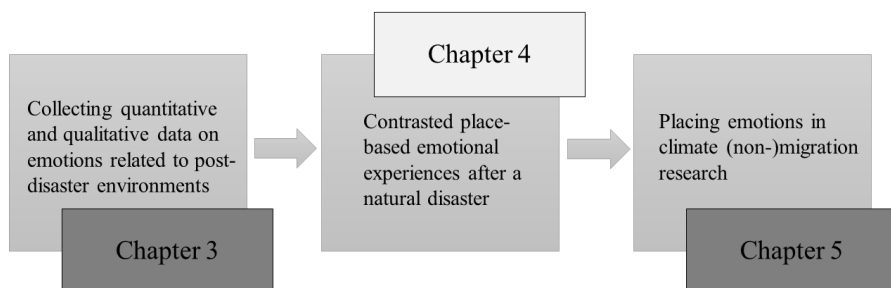 Collecting quantitative
and qualitative data on
emotions related to post-
disaster environments
Chapter 3
Chapter 4
Contrasted place-
based emotional
experiences after a
natural disaster
Placing emotions in
climate (non-)migration
research
Chapter 5